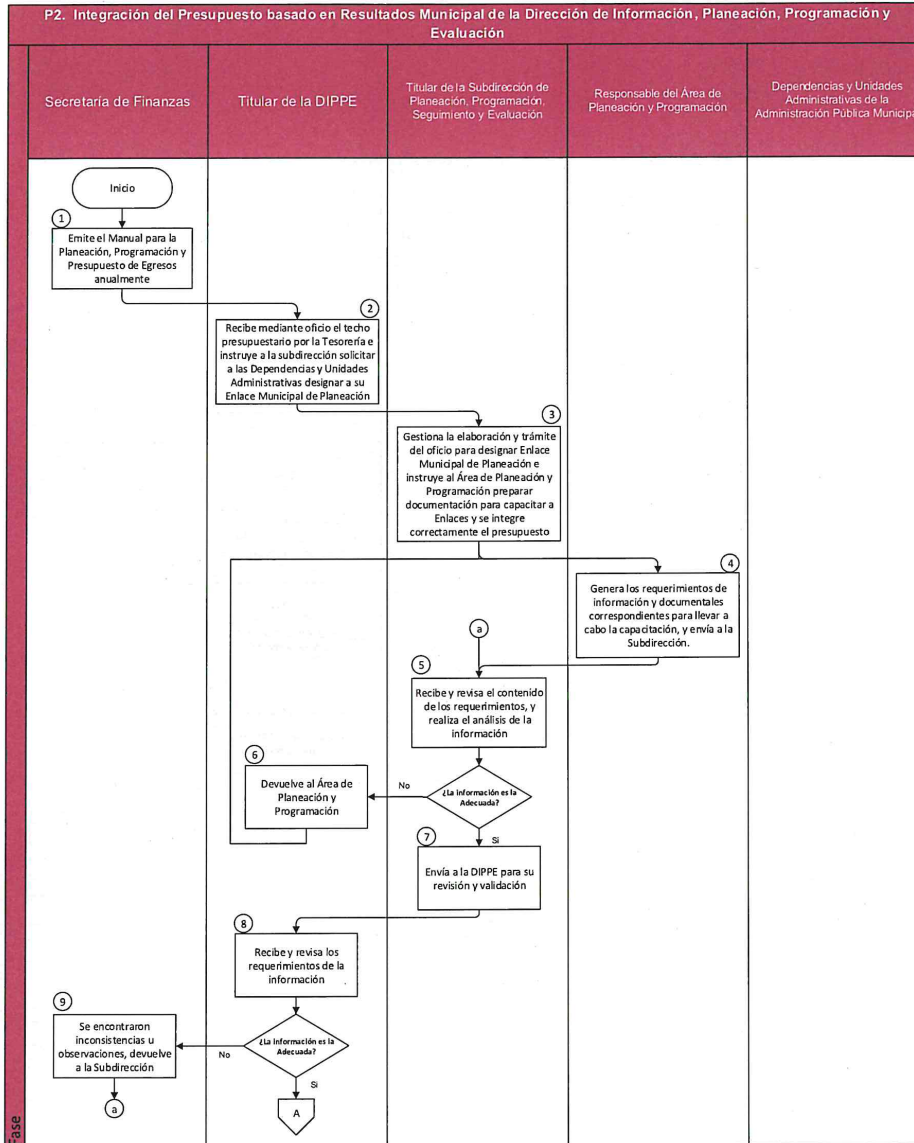 P2. Integración del Presupuesto basado en Resultados Municipal de la Dirección de Información, Planeación, Programación y
Evaluación
Secretaría de Finanzas
Titular de la DIPPE
Titular de la Subdirección de
Planeación, Programación,
Seguimiento y Evaluación
Responsable del Área de
Planeación y Programación
Dependencias y Unidades
Administrativas de la
Administración Pública Municipa
Inicio
1
Emite el Manual para la
Planeación, Programación y
Presupuesto de Egresos
anualmente
2
Recibe mediante oficio el techo
presupuestario por la Tesorería e
instruye a la subdirección solicitar
a las Dependencias y Unidades
Administrativas designar a su
Enlace Municipal de Planeación
3
Gestiona la elaboración y trámite
del oficio para designar Enlace
Municipal de Planeación e
instruye al Área de Planeación y
Programación preparar
documentación para capacitar a
Enlaces y se integre
correctamente el presupuesto
4
Genera los requerimientos de
información y documentales
correspondientes para llevar a
cabo la capacitación, y envía a la
Subdirección.
a
5
Recibe y revisa el contenido
de los requerimientos, y
realiza el análisis de la
información
6
Devuelve al Área de
Planeación y
Programación
No
¿La información es la
Adecuada?
Si
7
Envía a la DIPPE para su
revisión y validación
8
Recibe y revisa los
requerimientos de la
información
9
Se encontraron
inconsistencias u
observaciones, devuelve
a la Subdirección
No
¿La información es la
Adecuada?
Si
a
A
Fase